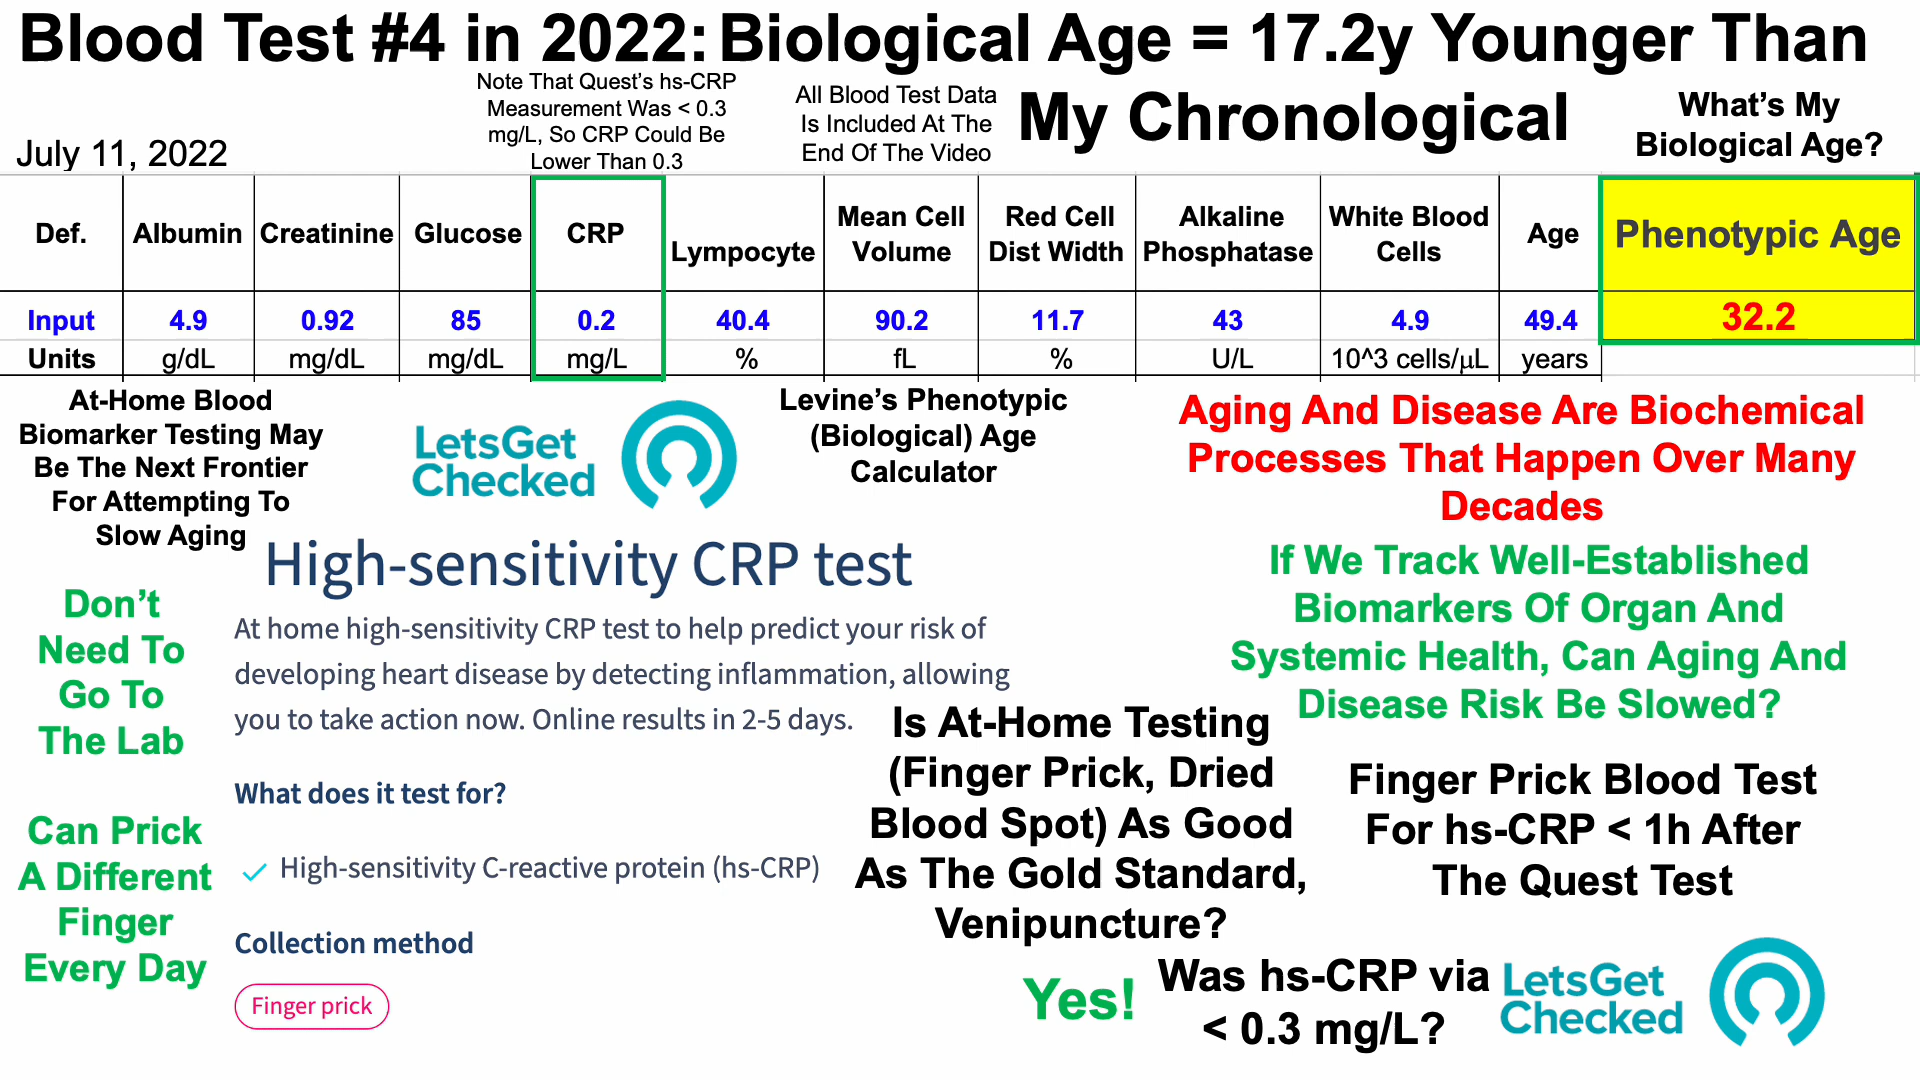 Blood Test #4 in 2022: Biological Age = 17.2y Younger Than
My Chronological
Note That Quest's hs-CRP
Measurement Was < 0.3
mg/L, So CRP Could Be
Lower Than 0.3
All Blood Test Data
Is Included At The
End Of The Video
What's My
Biological Age?
July 11, 2022
Def. Albumin Creatinine Glucose CRP Lympocyte Mean Cell Volume Red Cell Dist Width Alkaline Phosphatase White Blood Cells Age Phenotypic Age
Input 4.9 0.92 85 0.2 40.4 90.2 11.7 43 4.9 49.4 32.2
Units g/dL mg/dL mg/dL mg/L % fL % U/L 10^3 cells/µL years
At-Home Blood
Biomarker Testing May
Be The Next Frontier
For Attempting To
Slow Aging
LetsGet
Checked
Levine's Phenotypic
(Biological) Age
Calculator
Aging And Disease Are Biochemical
Processes That Happen Over Many
Decades
If We Track Well-Established
Biomarkers Of Organ And
Systemic Health, Can Aging And
Disease Risk Be Slowed?
Don't
Need To
Go To
The Lab
Can Prick
A Different
Finger
Every Day
High-sensitivity CRP test
At home high-sensitivity CRP test to help predict your risk of
developing heart disease by detecting inflammation, allowing
you to take action now. Online results in 2-5 days.
What does it test for?
High-sensitivity C-reactive protein (hs-CRP)
Collection method
Finger prick
Is At-Home Testing
(Finger Prick, Dried
Blood Spot) As Good
As The Gold Standard,
Venipuncture?
Finger Prick Blood Test
For hs-CRP < 1h After
The Quest Test
Yes!
Was hs-CRP via
< 0.3 mg/L?
LetsGet
Checked